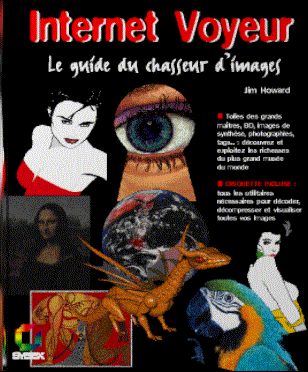 Internet Voyeur
Le guide du chasseur d'images
Jim Howard
Toiles des grands
maîtres, BD, images de
synthèse, photographies,
tags... : découvrez et
exploitez les richesses
du plus grand musée
du monde
DISQUETTE INCLUSE :
tous les utilitaires
nécessaires pour décoder,
décompresser et visualiser
toutes vos images
SYBEX